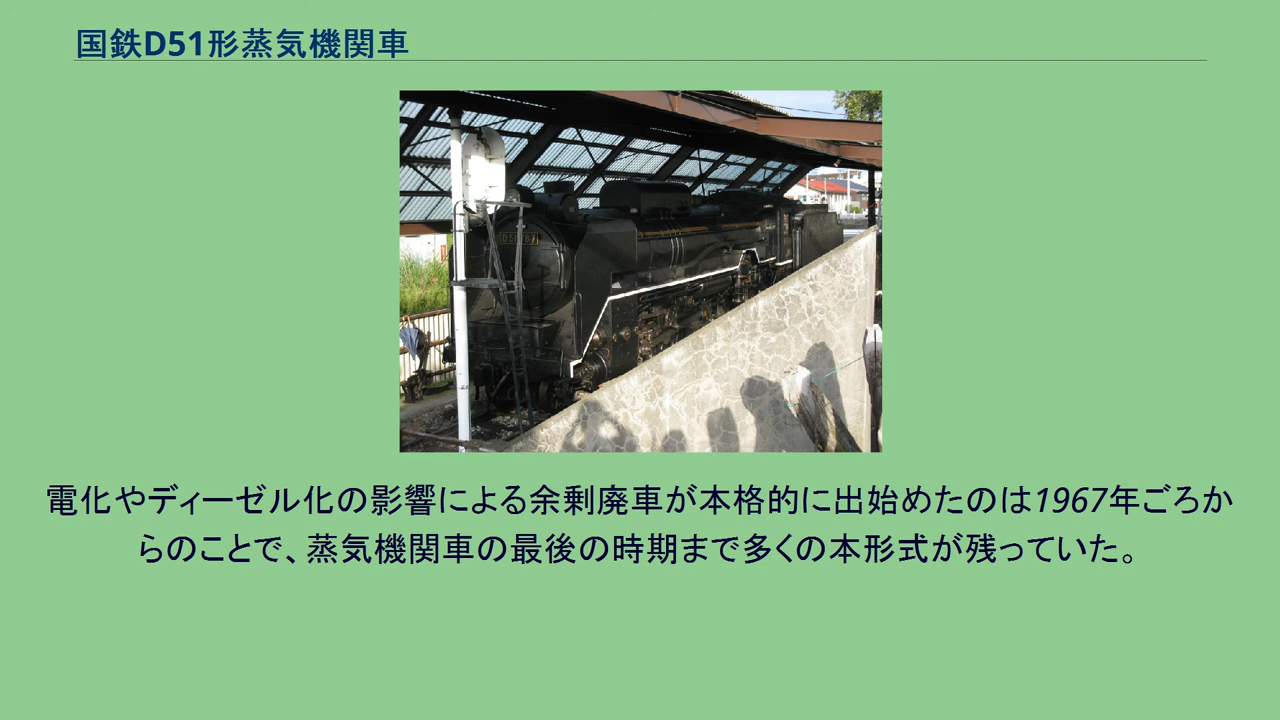 国鉄D51形蒸気機関車
電化やディーゼル化の影響による余剰廃車が本格的に出始めたのは1967年ごろか
らのことで、蒸気機関車の最後の時期まで多くの本形式が残っていた。